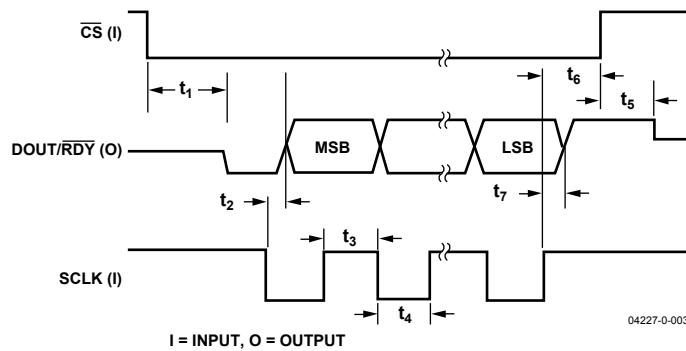 CS (I)
t6
t1
t5
DOUT/RDY (O)
MSB
LSB
t2
t7
t3
SCLK (I)
t4
04227-0-003
I = INPUT, O = OUTPUT